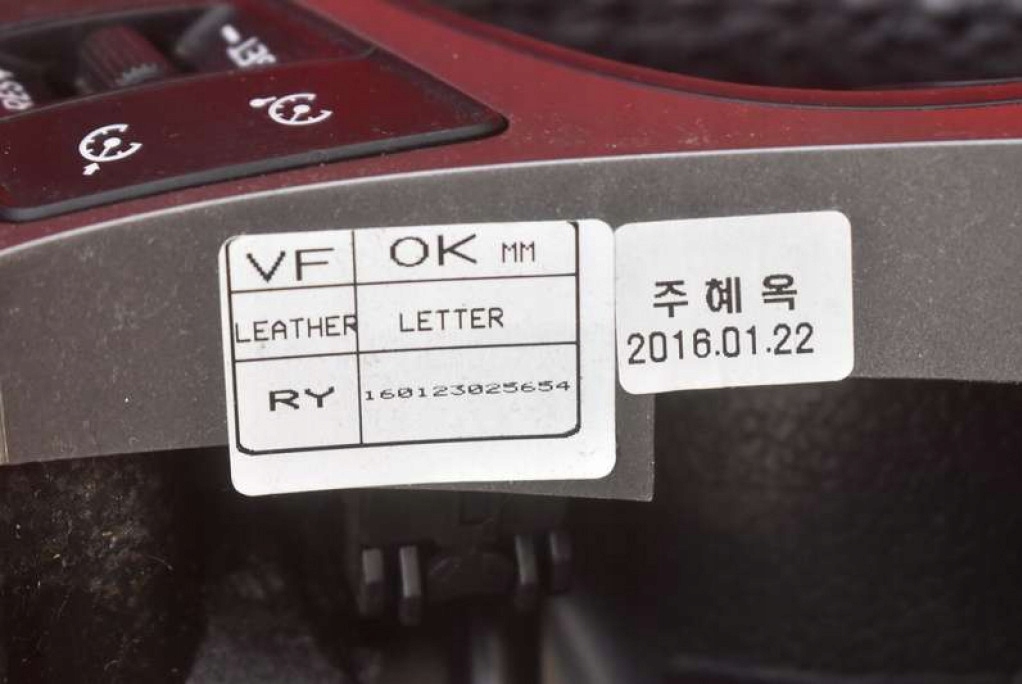 VF OK MM
LEATHER LETTER
RY 160123025654
주혜옥
2016.01.22